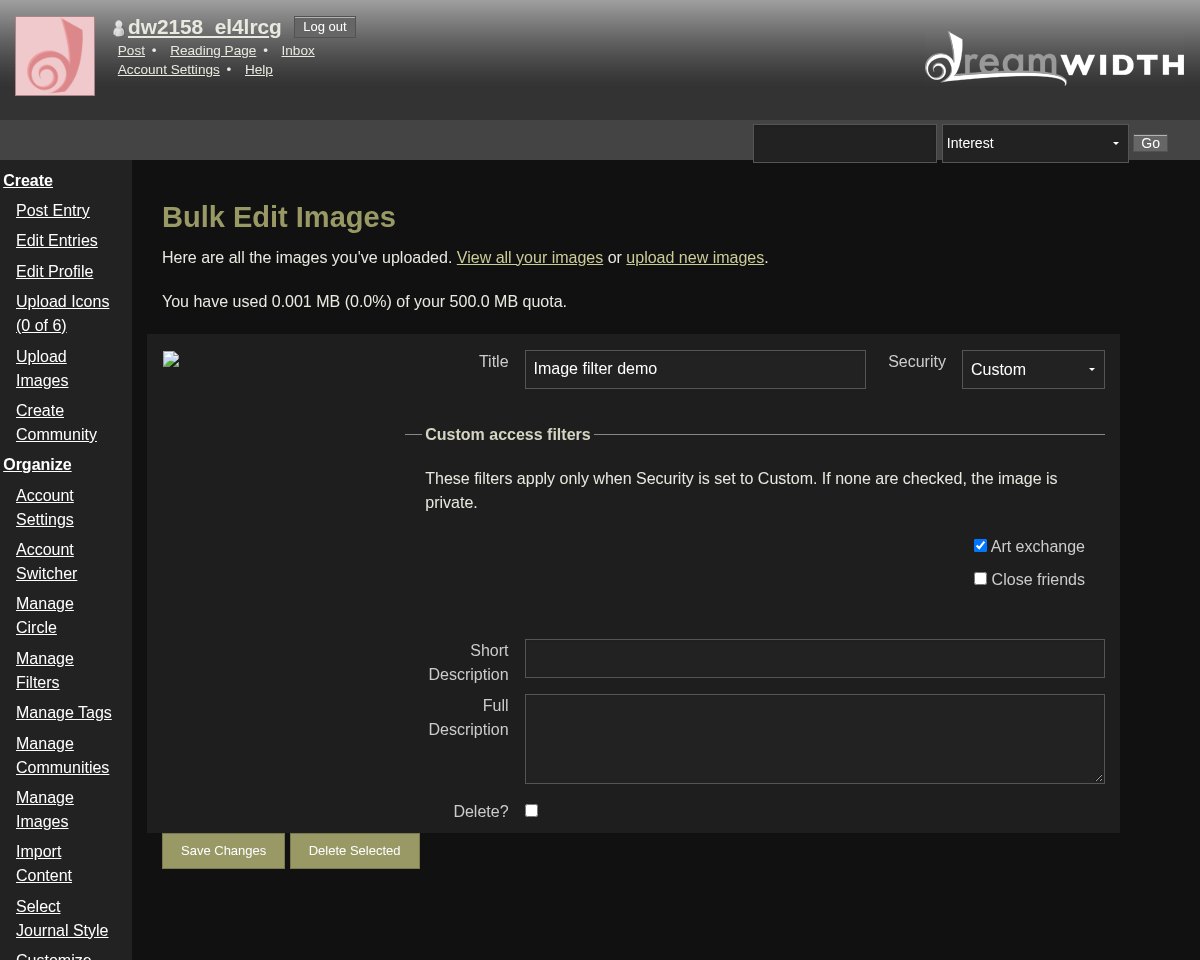 dw2158_el4lrcg Log out
Post • Reading Page • Inbox
Account Settings • Help
dreamWIDTH
Interest Go
Create
Post Entry
Edit Entries
Edit Profile
Upload Icons
(0 of 6)
Upload
Images
Create
Community
Organize
Account
Settings
Account
Switcher
Manage
Circle
Manage
Filters
Manage Tags
Manage
Communities
Manage
Images
Import
Content
Select
Journal Style
Customize
Bulk Edit Images
Here are all the images you've uploaded. View all your images or upload new images.
You have used 0.001 MB (0.0%) of your 500.0 MB quota.
Title Image filter demo Security Custom
Custom access filters
These filters apply only when Security is set to Custom. If none are checked, the image is
private.
Art exchange
Close friends
Short
Description
Full
Description
Delete?
Save Changes Delete Selected